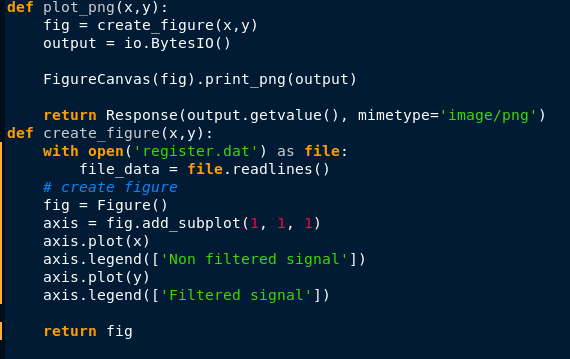 def plot_png(x,y):
    fig = create_figure(x,y)
    output = io.BytesIO()

    FigureCanvas(fig).print_png(output)

    return Response(output.getvalue(), mimetype='image/png')
def create_figure(x,y):
    with open('register.dat') as file:
        file_data = file.readlines()
    # create figure
    fig = Figure()
    axis = fig.add_subplot(1, 1, 1)
    axis.plot(x)
    axis.legend(['Non filtered signal'])
    axis.plot(y)
    axis.legend(['Filtered signal'])

    return fig